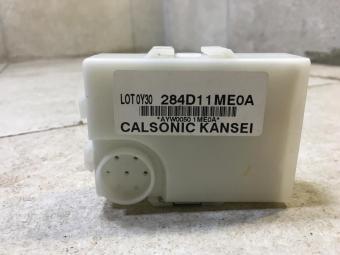 LOT 0Y30 284D11ME0A
*AYW0050 1ME0A*
CALSONIC KANSEI